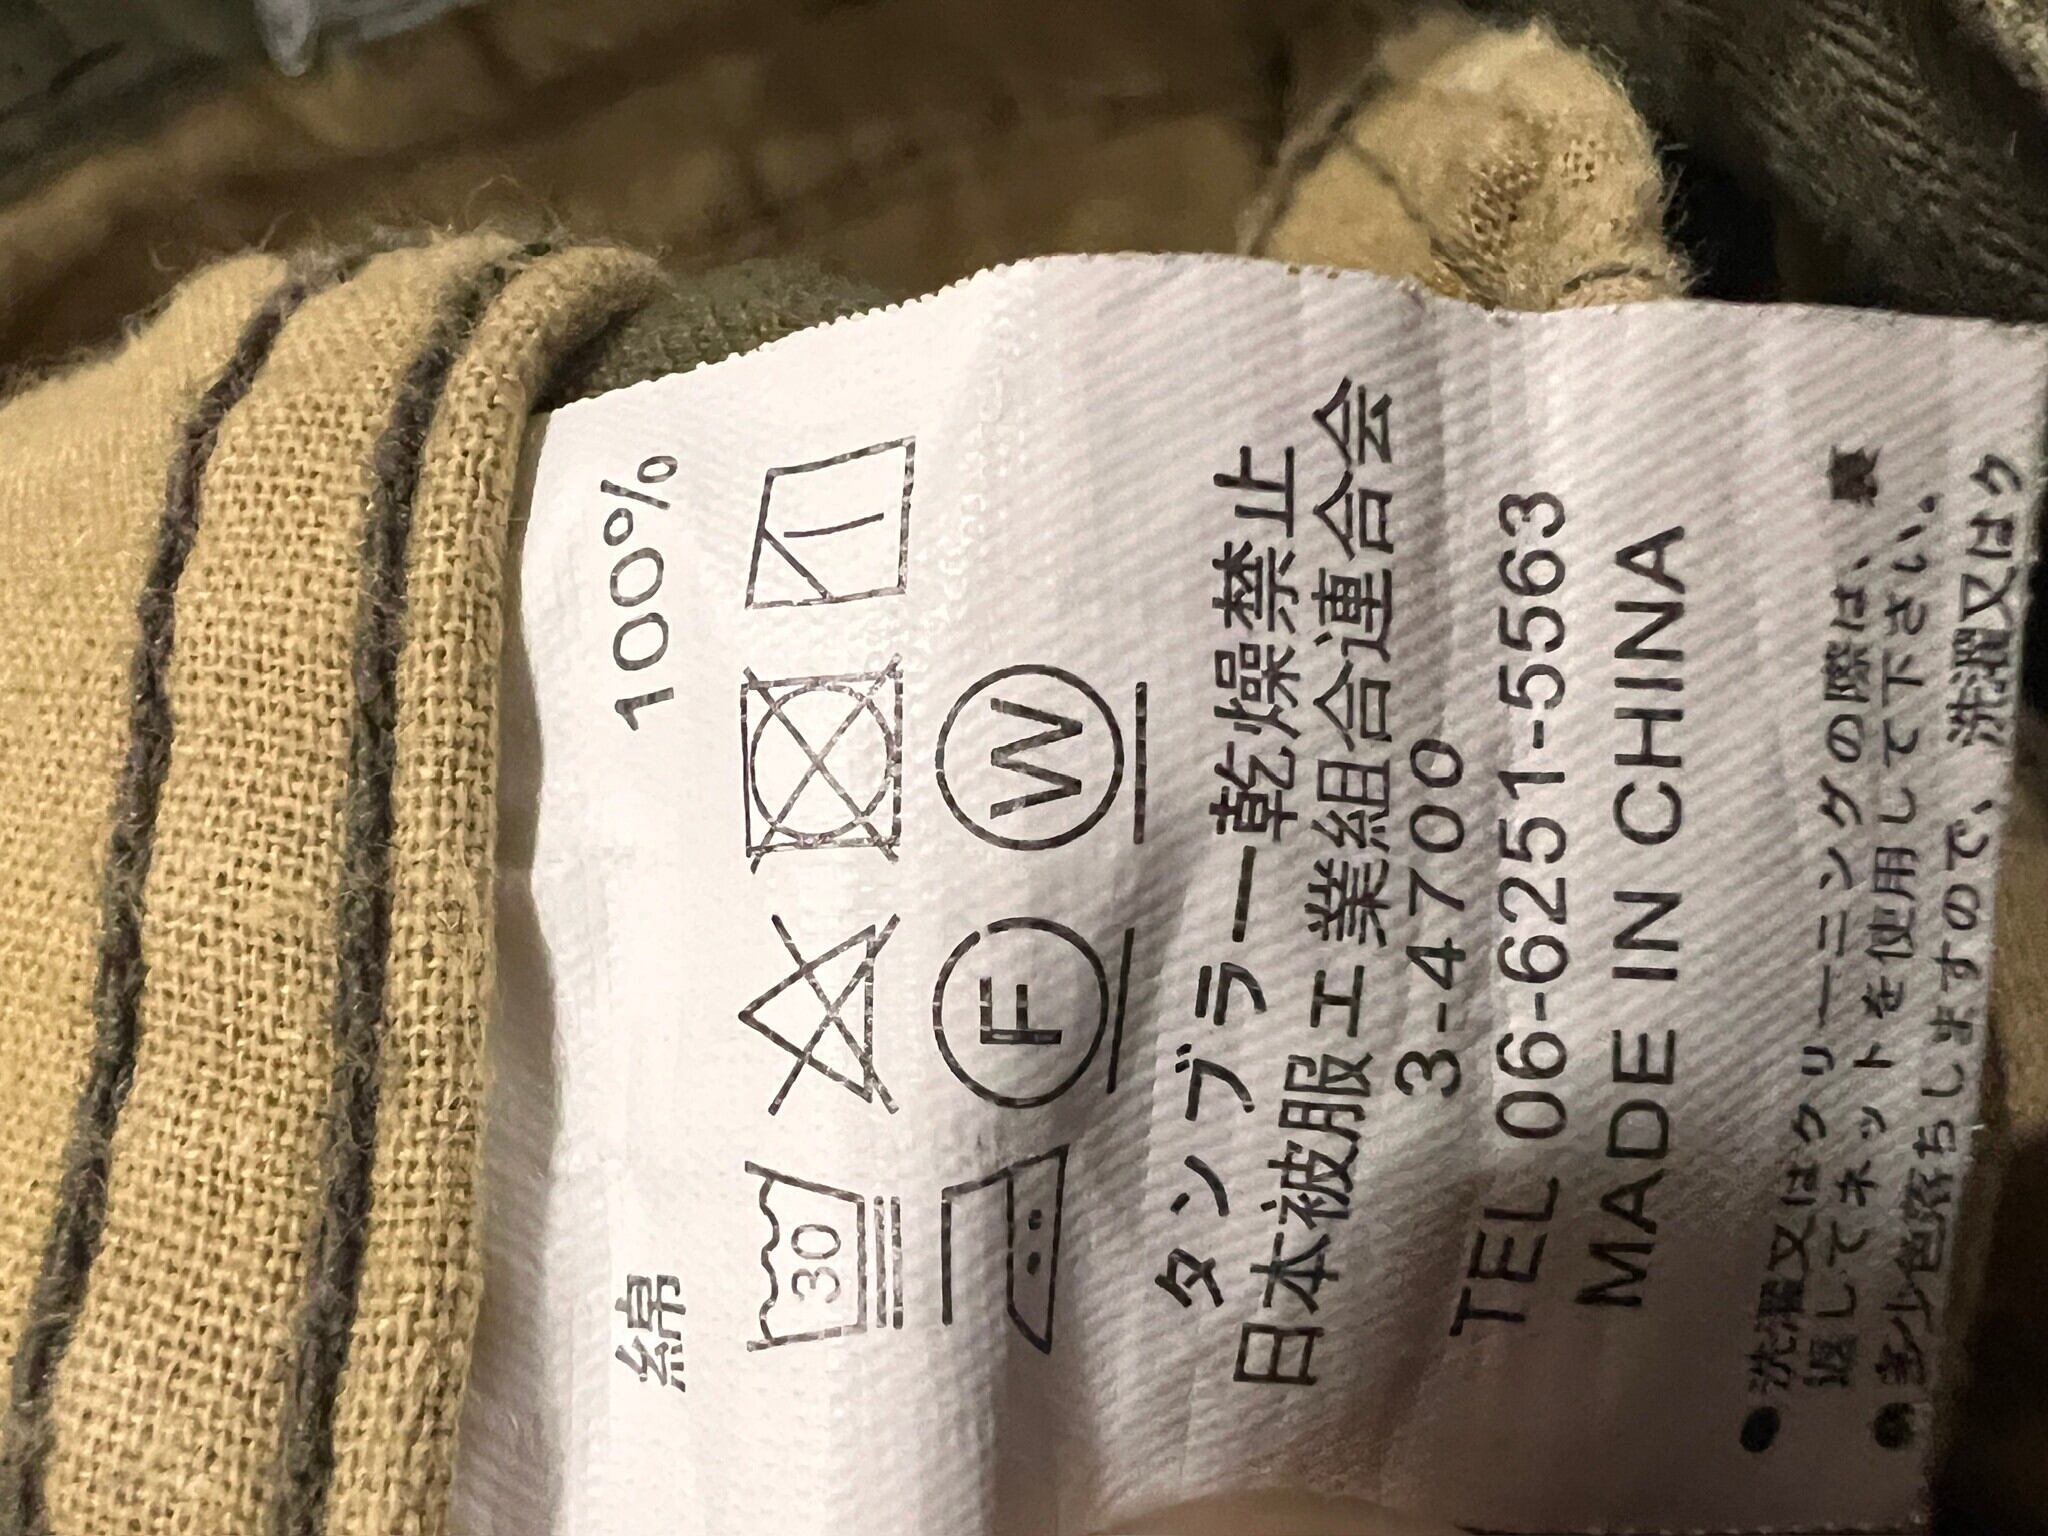 綿 100%
30
F W
タンブラー乾燥禁止
日本被服工業組合連合会
3-4700
TEL 06-6251-5563
MADE IN CHINA
●洗濯又はクリーニングの際は、裏
返してネットを使用して下さい。
●多少色落ちしますので、洗濯又はク